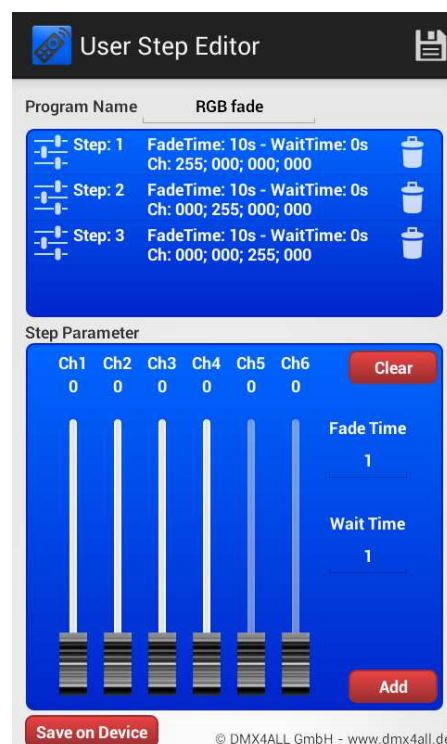 User Step Editor
Program Name RGB fade
Step: 1 FadeTime: 10s - WaitTime: 0s
Ch: 255; 000; 000; 000
Step: 2 FadeTime: 10s - WaitTime: 0s
Ch: 000; 255; 000; 000
Step: 3 FadeTime: 10s - WaitTime: 0s
Ch: 000; 000; 255; 000
Step Parameter
Ch1 Ch2 Ch3 Ch4 Ch5 Ch6 Clear
0 0 0 0 0 0
Fade Time
1
Wait Time
1
Add
Save on Device © DMX4ALL GmbH - www.dmx4all.de